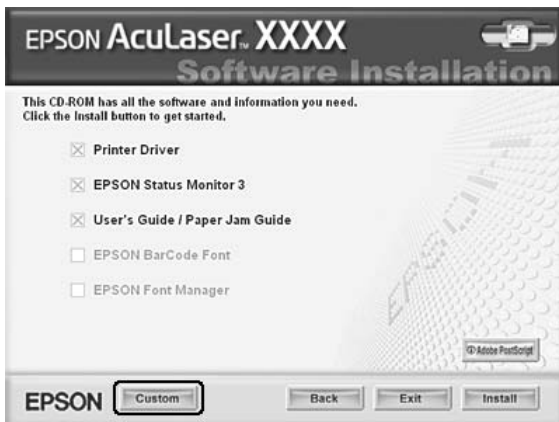 EPSON AcuLaser™ XXXX
Software Installation
This CD-ROM has all the software and information you need.
Click the Install button to get started.
Printer Driver
EPSON Status Monitor 3
User's Guide / Paper Jam Guide
EPSON BarCode Font
EPSON Font Manager
EPSON
Adobe PostScript
EPSON Custom Back Exit Install